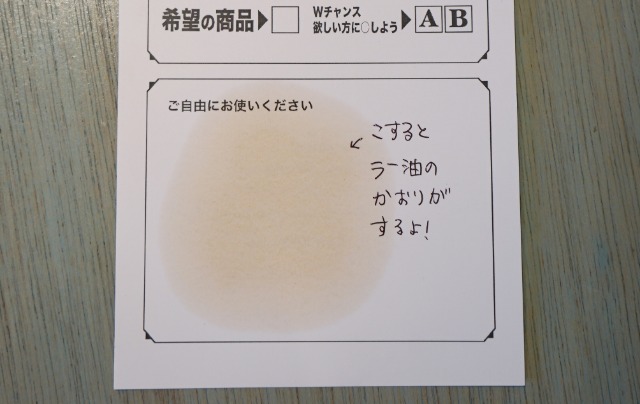 希望の商品▶□
Wチャンス
欲しい方に○しよう▶
A B
ご自由にお使いください
こすると
ラー油の
かおりが
するよ!